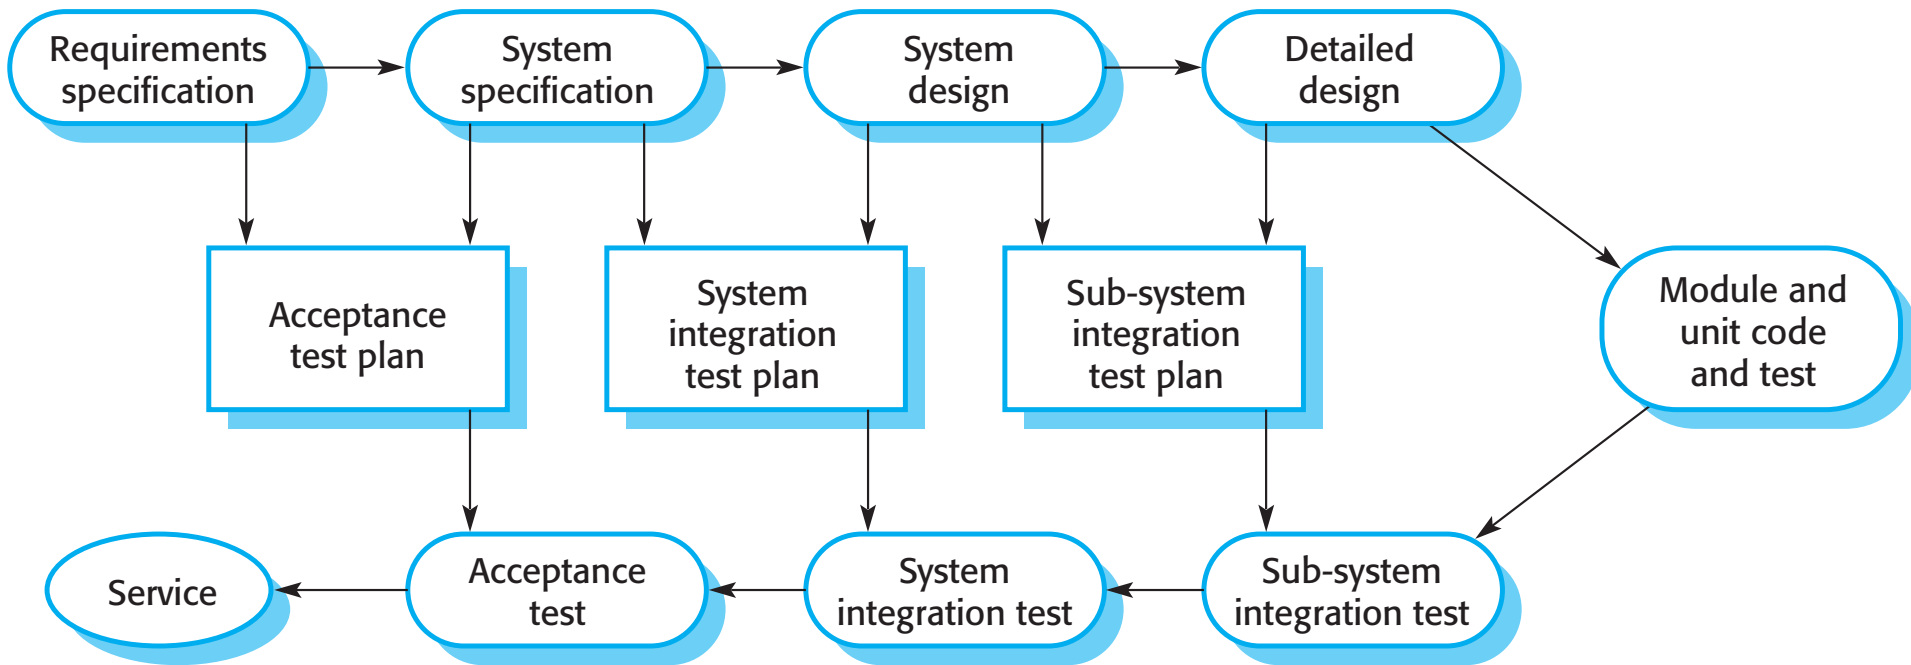 Requirements
specification
System
specification
System
design
Detailed
design
Acceptance
test plan
System
integration
test plan
Sub-system
integration
test plan
Module and
unit code
and test
Service
Acceptance
test
System
integration test
Sub-system
integration test